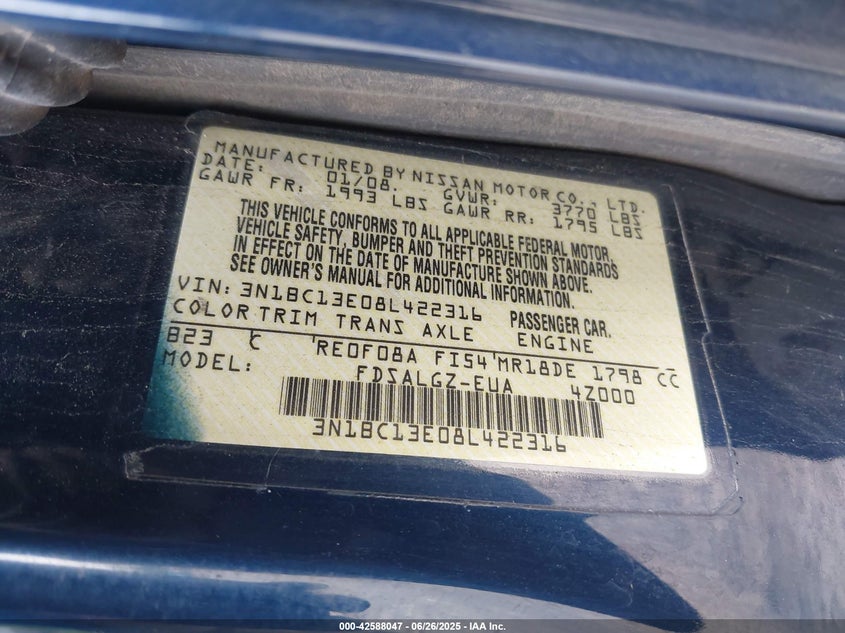 MANUFACTURED BY NISSAN MOTOR CO., LTD.
DATE: 01/08. GVWR: 3770 LBS
GAWR FR: 1993 LBS GAWR RR: 1795 LBS
THIS VEHICLE CONFORMS TO ALL APPLICABLE FEDERAL MOTOR
VEHICLE SAFETY, BUMPER AND THEFT PREVENTION STANDARDS
IN EFFECT ON THE DATE OF MANUFACTURE SHOWN ABOVE.
SEE OWNER'S MANUAL FOR ADDITIONAL INFORMATION.
VIN: 3N1BC13E08L422316 PASSENGER CAR.
COLOR TRIM TRANS AXLE ENGINE
B23 C RE0F08A FI54 MR18DE 1798 CC
MODEL: FDSALGZ-EUA 4Z000
3N1BC13E08L422316
000-42588047 | 06/26/2025 - IAA Inc.